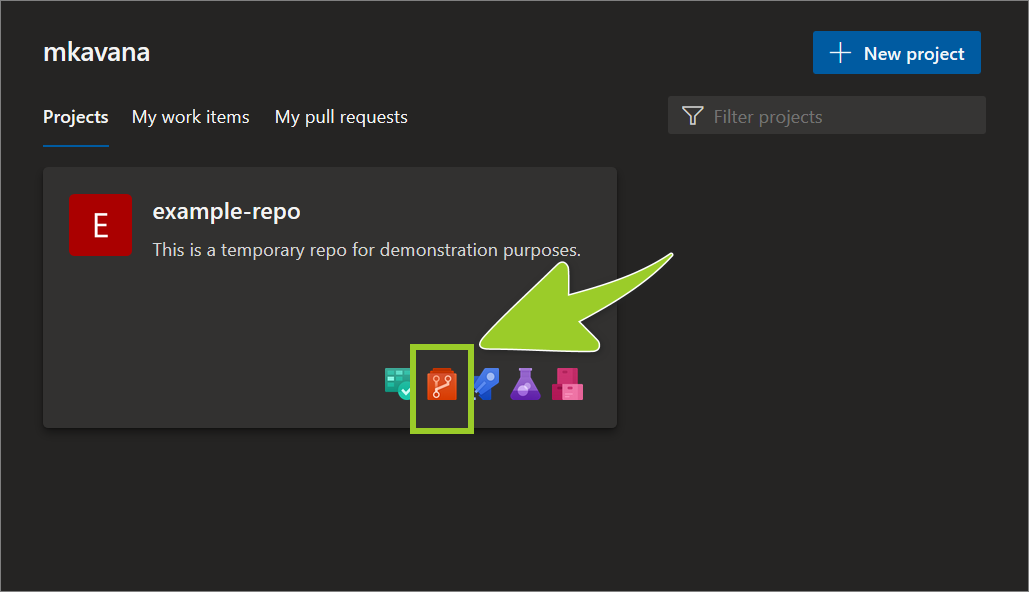 mkavana
New project
Projects
My work items
My pull requests
Filter projects
E
example-repo
This is a temporary repo for demonstration purposes.